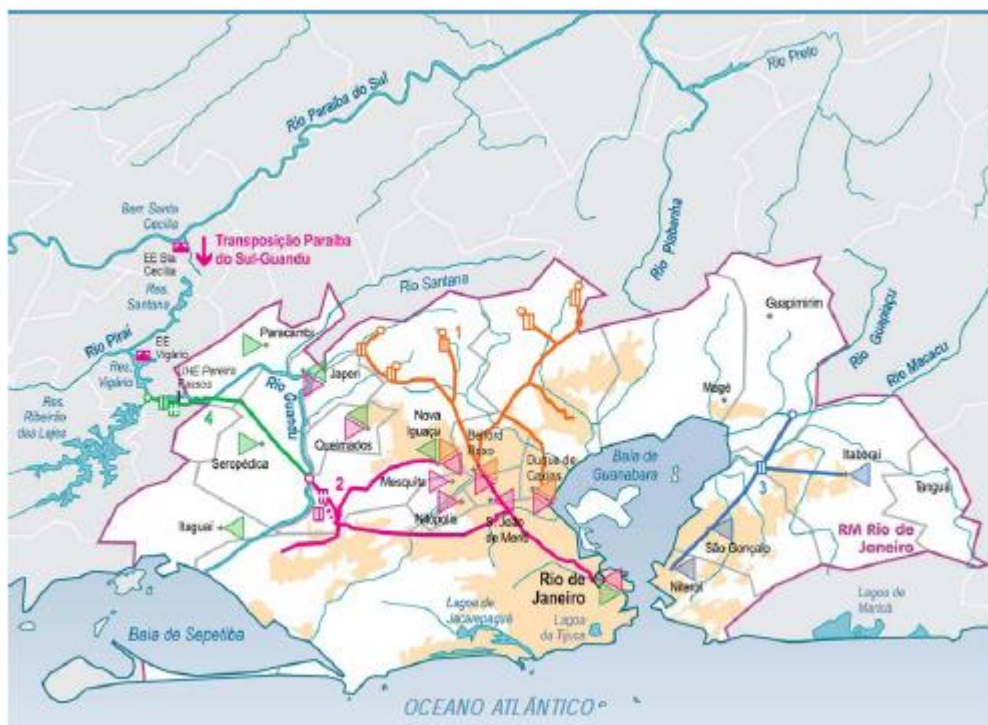 Rio Preto
Rio Paraíba do Sul
Rio Piabanha
Barr. Santa
Cecília
EE Sta
Cecília
Transposição Paraíba
do Sul-Guandu
Res.
Santana
Rio Santana
Guapimirim
Rio Guapiaçu
Rio Macacu
Rio Piraí
Paracambi
EE
Vigário
Res.
Vigário
UHE Pereira
Passos
Japeri
1
Magé
Res.
Ribeirão
das Lajes
4
Rio
Guandu
Queimados
Nova
Iguaçu
Belford
Roxo
Duque de
Caxias
Baía de
Guanabara
Itaboraí
Tanguá
Seropédica
2
Mesquita
Nilópolis
3
Itaguaí
S. João
de Meriti
São Gonçalo
RM Rio de
Janeiro
Rio de
Janeiro
Niterói
Lagoa de
Jacarepaguá
Lagoa
da Tijuca
Lagoa de
Maricá
Baía de Sepetiba
OCEANO ATLÂNTICO